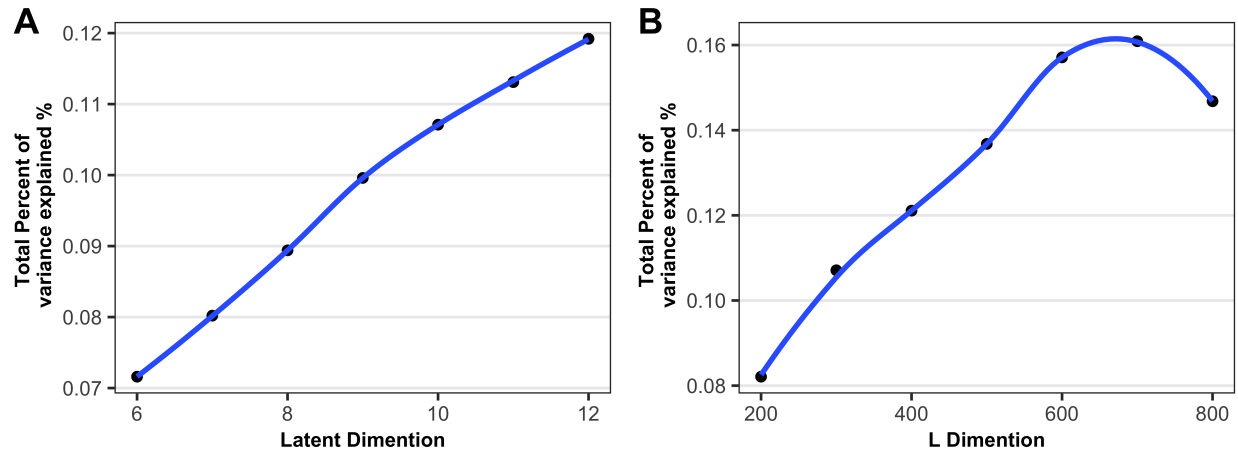 A
Total Percent of
variance explained %
0.12
0.11
0.10
0.09
0.08
0.07
6
8
10
12
Latent Dimention
B
Total Percent of
variance explained %
0.16
0.14
0.12
0.10
0.08
200
400
600
800
L Dimention